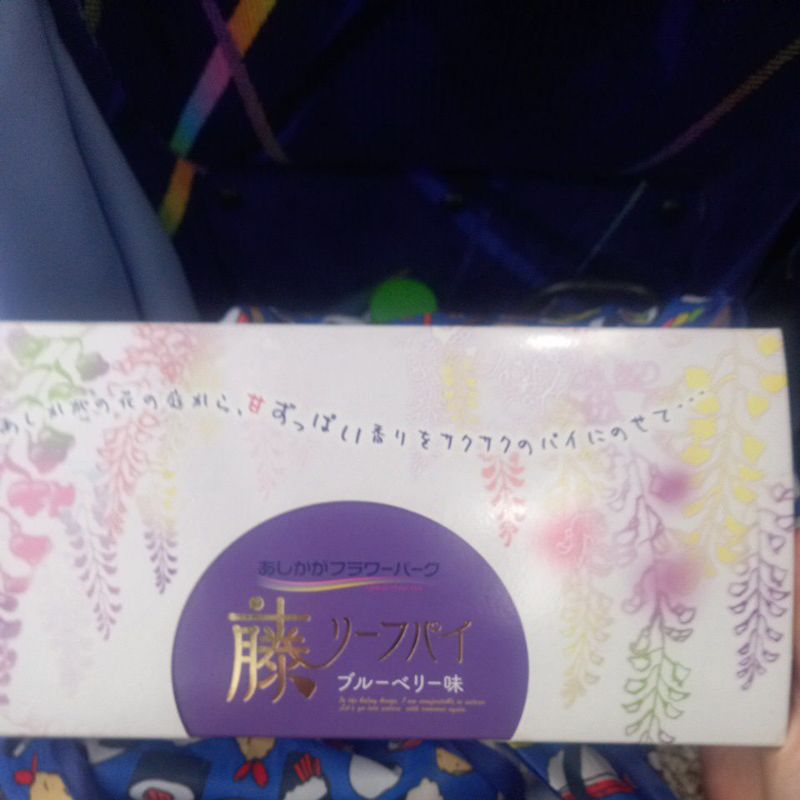 あしかがの花の庭から、甘ずっぱい香りをサクサクのパイにのせて…
あしかがフラワーパーク
藤リーフパイ
ブルーベリー味